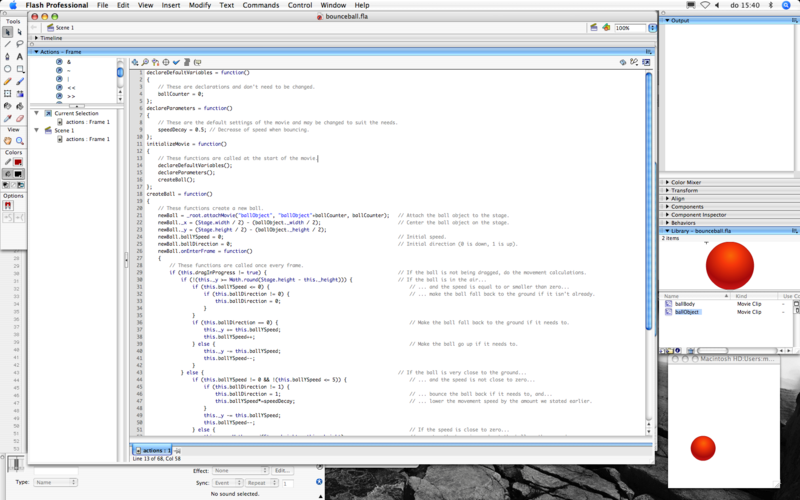 Flash Professional File Edit View Insert Modify Text Commands Control Window Help
do 15:40
Tools
bounceball.fla
Scene 1
100%
Timeline
Actions - Frame
Output
&
~
|
<<
>>
Current Selection
actions : Frame 1
Scene 1
actions : Frame 1
View
Colors
Options
1 declareDefaultVariables = function()
2 {
3 // These are declarations and don't need to be changed.
4 ballCounter = 0;
5 };
6 declareParameters = function()
7 {
8 // These are the default settings of the movie and may be changed to suit the needs.
9 speedDecay = 0.5; // Decrease of speed when bouncing.
10 };
11 initializeMovie = function()
12 {
13 // These functions are called at the start of the movie.
14 declareDefaultVariables();
15 declareParameters();
16 createBall();
17 };
18 createBall = function()
19 {
20 // These functions create a new ball.
21 newBall = _root.attachMovie("ballObject", "ballObject"+ballCounter, ballCounter); // Attach the ball object to the stage.
22 newBall._x = (Stage.width / 2) - (ballObject._width / 2); // Center the ball object on the stage.
23 newBall._y = (Stage.height / 2) - (ballObject._height / 2);
24 newBall.ballYSpeed = 0; // Initial speed.
25 newBall.ballDirection = 0; // Initial direction (0 is down, 1 is up).
26 newBall.onEnterFrame = function()
27 {
28 // These functions are called once every frame.
29 if (this.dragInProgress != true) { // If the ball is not being dragged, do the movement calculations.
30 if (!(this._y >= Math.round(Stage.height - this._height))) { // If the ball is in the air...
31 if (this.ballYSpeed <= 0) { // ... and the speed is equal to or smaller than zero...
32 if (this.ballDirection != 0) { // ... make the ball fall back to the ground if it isn't already.
33 this.ballDirection = 0;
34 }
35 }
36 if (this.ballDirection == 0) { // Make the ball fall back to the ground if it needs to.
37 this._y += this.ballYSpeed;
38 this.ballYSpeed++;
39 } else { // Make the ball go up if it needs to.
40 this._y -= this.ballYSpeed;
41 this.ballYSpeed--;
42 }
43 } else { // If the ball is very close to the ground...
44 if (this.ballYSpeed != 0 && !(this.ballYSpeed <= 5)) { // ... and the speed is not close to zero...
45 if (this.ballDirection != 1) {
46 this.ballDirection = 1; // ... bounce the ball back if it needs to, and...
47 this.ballYSpeed*=speedDecay; // ... lower the movement speed by the amount we stated earlier.
48 }
49 this._y -= this.ballYSpeed;
50 this.ballYSpeed--;
51 } else { // If the speed is close to zero...
actions : 1
Line 13 of 68, Col 58
Color Mixer
Transform
Align
Components
Component Inspector
Behaviors
Library - bounceball.fla
2 items
Name Kind Use Co
ballBody Movie Clip -
ballObject Movie Clip -
Macintosh HD:Users:m...
Type: Name
Effect: None Edit...
Sync: Event Repeat 1
No sound selected.